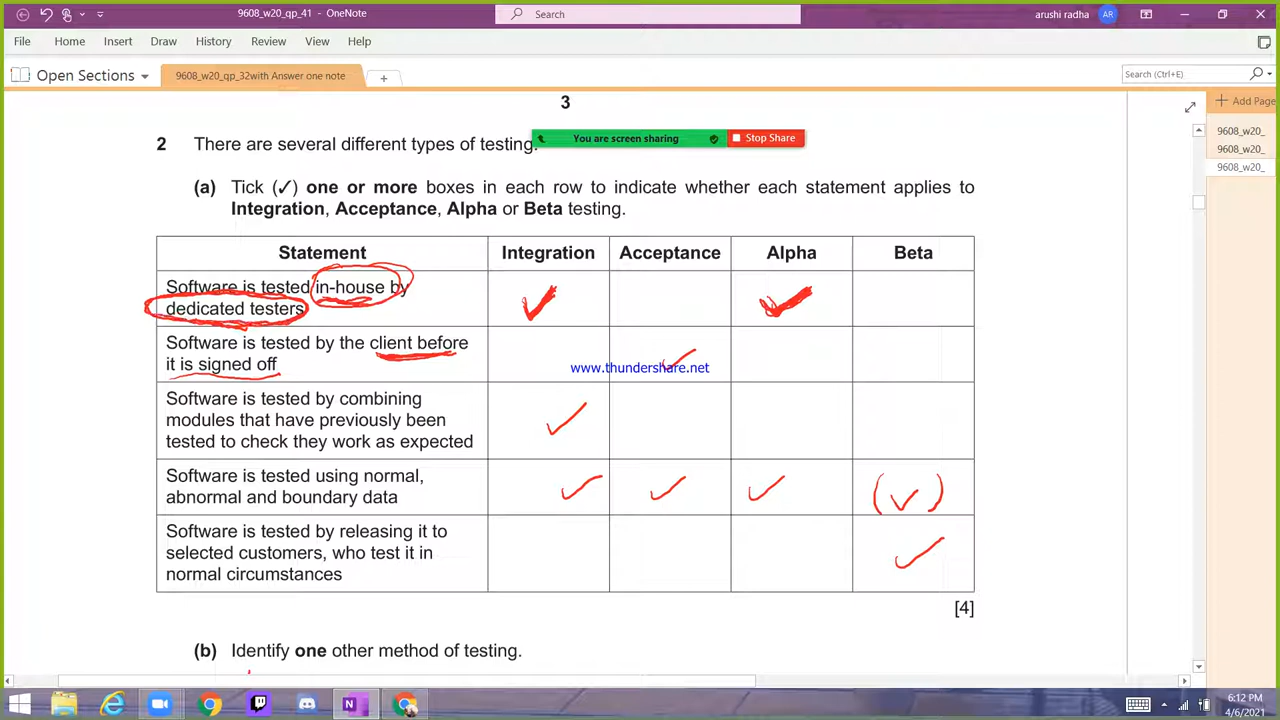 9608_w20_qp_41 - OneNote
Search
arushi radha
AR
File Home Insert Draw History Review View Help
Open Sections
9608_w20_qp_32with Answer one note
+
Search (Ctrl+E)
+ Add Page
9608_w20_
9608_w20_
9608_w20_
3
You are screen sharing
Stop Share
2 There are several different types of testing.
(a) Tick (✓) one or more boxes in each row to indicate whether each statement applies to
Integration, Acceptance, Alpha or Beta testing.
Statement Integration Acceptance Alpha Beta
Software is tested in-house by
dedicated testers
✓ ✓
Software is tested by the client before
it is signed off
✓
www.thundershare.net
Software is tested by combining
modules that have previously been
tested to check they work as expected
✓
Software is tested using normal,
abnormal and boundary data
✓ ✓ ✓ (✓)
Software is tested by releasing it to
selected customers, who test it in
normal circumstances
✓
[4]
(b) Identify one other method of testing.
6:12 PM
4/6/2021